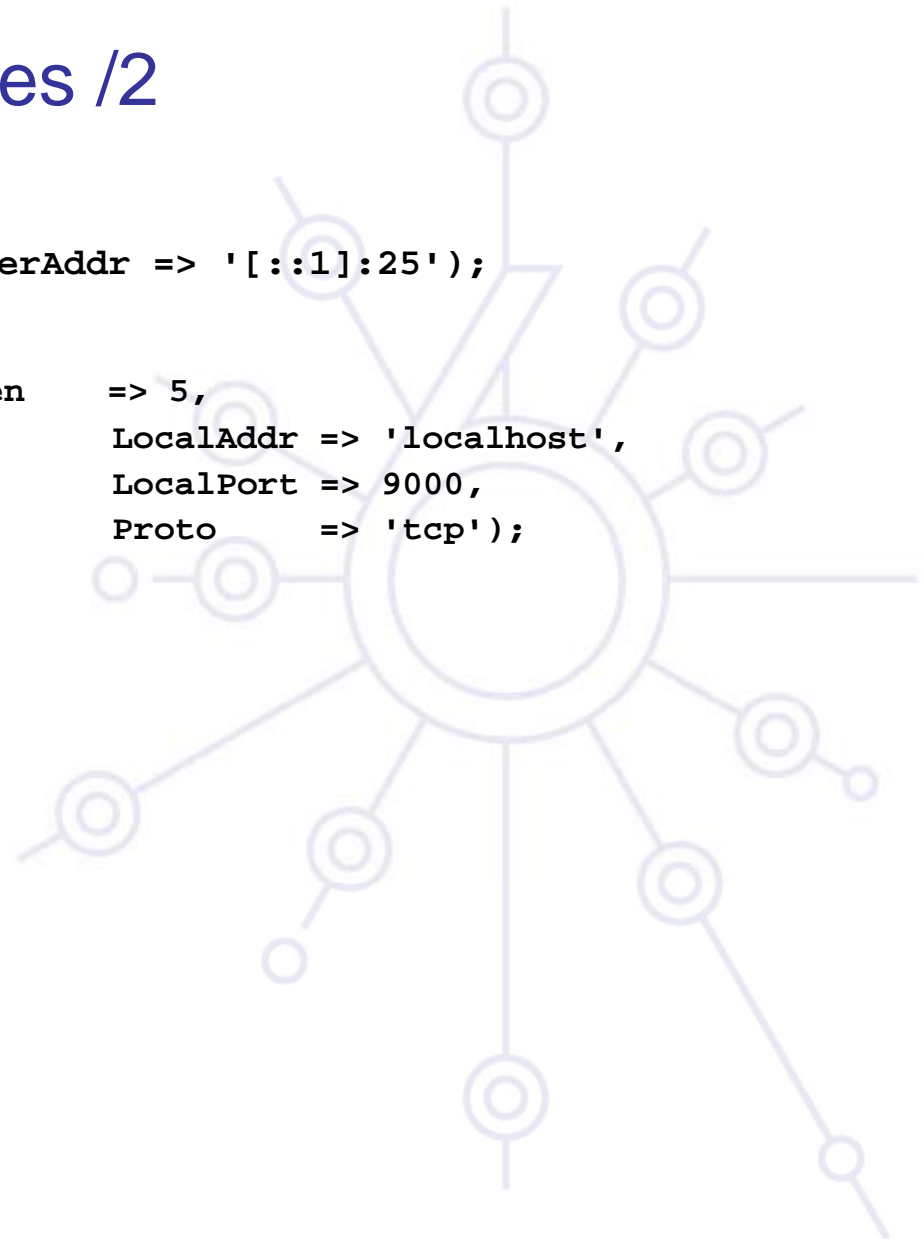 es /2
erAddr => '[::1]:25');
en => 5,
LocalAddr => 'localhost',
LocalPort => 9000,
Proto => 'tcp');